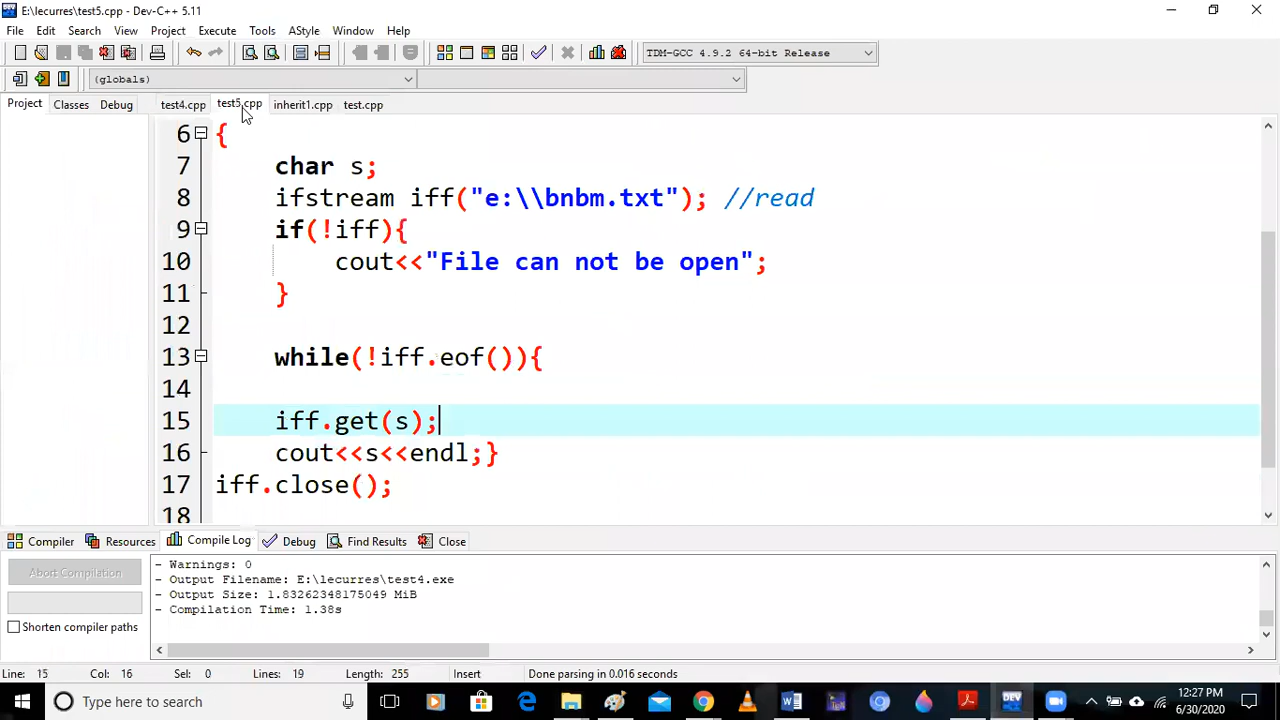 E:\lecurres\test5.cpp - Dev-C++ 5.11
File Edit Search View Project Execute Tools AStyle Window Help
TDM-GCC 4.9.2 64-bit Release
(globals)
Project Classes Debug test4.cpp test5.cpp inherit1.cpp test.cpp
6 {
7 char s;
8 ifstream iff("e:\\bnbm.txt"); //read
9 if(!iff){
10 cout<<"File can not be open";
11 }
12
13 while(!iff.eof()){
14
15 iff.get(s);
16 cout<<s<<endl;}
17 iff.close();
18
Compiler Resources Compile Log Debug Find Results Close
Abort Compilation
Shorten compiler paths
- Warnings: 0
- Output Filename: E:\lecurres\test4.exe
- Output Size: 1.83262348175049 MiB
- Compilation Time: 1.38s
Line: 15 Col: 16 Sel: 0 Lines: 19 Length: 255 Insert Done parsing in 0.016 seconds
Type here to search
DEV
12:27 PM
6/30/2020